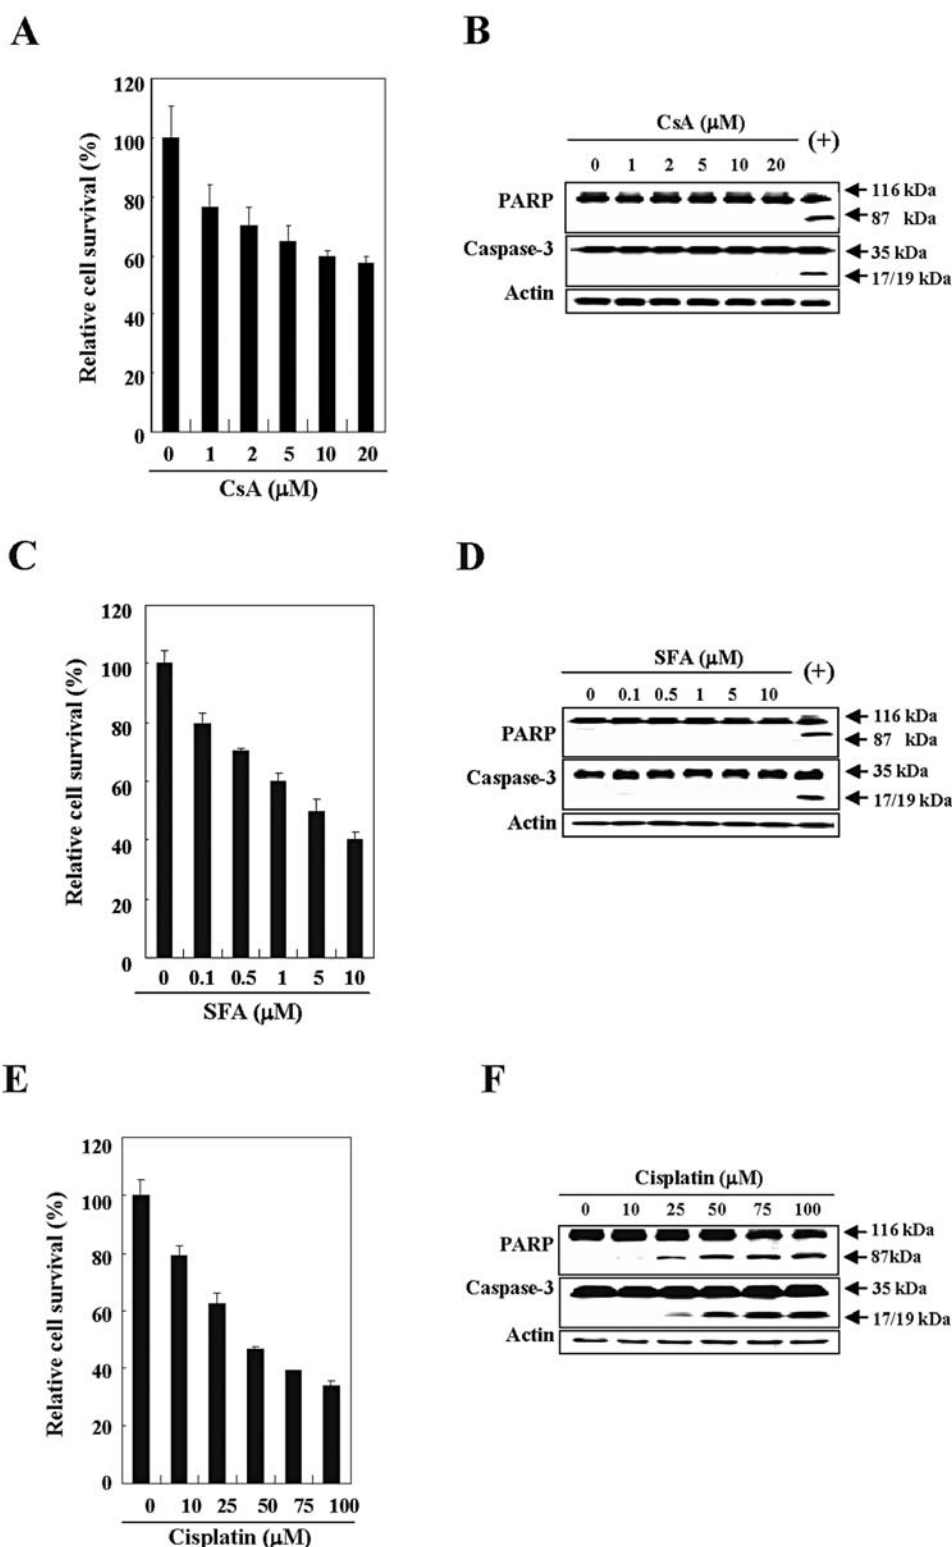 A
Relative cell survival (%)
120
100
80
60
40
20
0
0 1 2 5 10 20
CsA (μM)
B
CsA (μM) (+)
0 1 2 5 10 20
PARP
116 kDa
87 kDa
Caspase-3
35 kDa
17/19 kDa
Actin
C
Relative cell survival (%)
120
100
80
60
40
20
0
0 0.1 0.5 1 5 10
SFA (μM)
D
SFA (μM) (+)
0 0.1 0.5 1 5 10
PARP
116 kDa
87 kDa
Caspase-3
35 kDa
17/19 kDa
Actin
E
Relative cell survival (%)
120
100
80
60
40
20
0
0 10 25 50 75 100
Cisplatin (μM)
F
Cisplatin (μM)
0 10 25 50 75 100
PARP
116 kDa
87kDa
Caspase-3
35 kDa
17/19 kDa
Actin